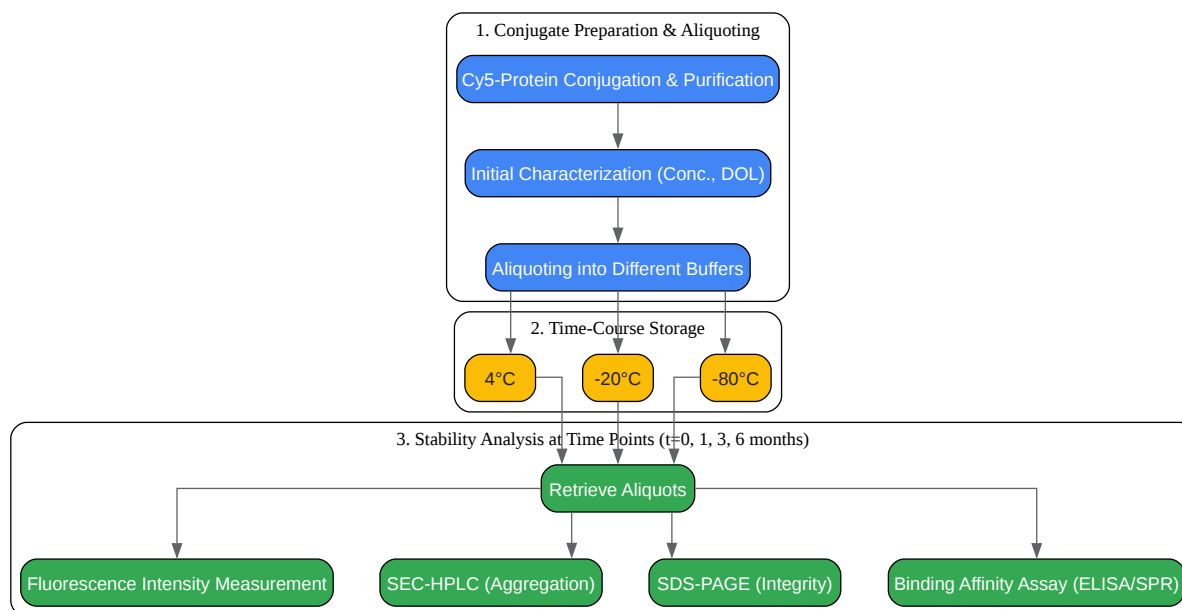 1. Conjugate Preparation & Aliquoting
Cy5-Protein Conjugation & Purification
Initial Characterization (Conc., DOL)
Aliquoting into Different Buffers
2. Time-Course Storage
4°C
-20°C
-80°C
3. Stability Analysis at Time Points (t=0, 1, 3, 6 months)
Retrieve Aliquots
Fluorescence Intensity Measurement
SEC-HPLC (Aggregation)
SDS-PAGE (Integrity)
Binding Affinity Assay (ELISA/SPR)